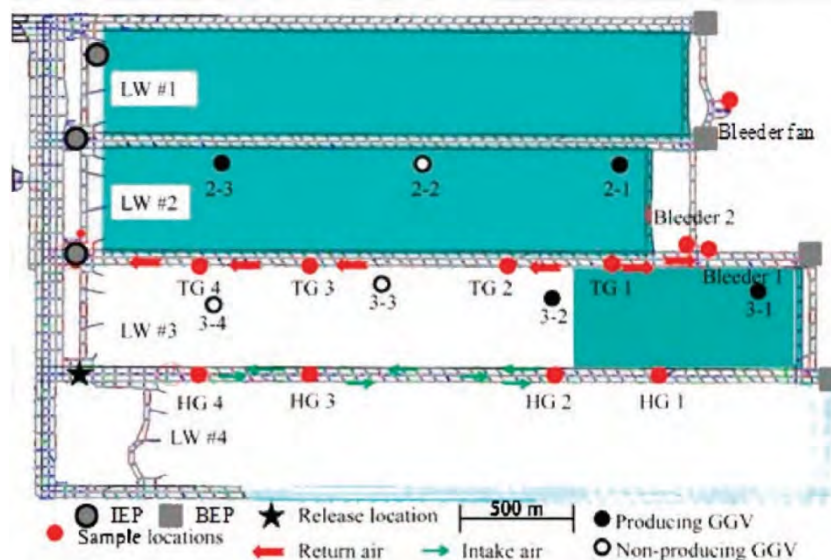 LW #1
Bleeder fan
2-3
2-2
2-1
LW #2
Bleeder 2
TG 4
TG 3
TG 2
TG 1
Bleeder 1
3-4
3-3
3-2
3-1
LW #3
HG 4
HG 3
HG 2
HG 1
LW #4
IEP BEP Release location 500 m Producing GGV
Sample locations Return air Intake air Non-producing GGV